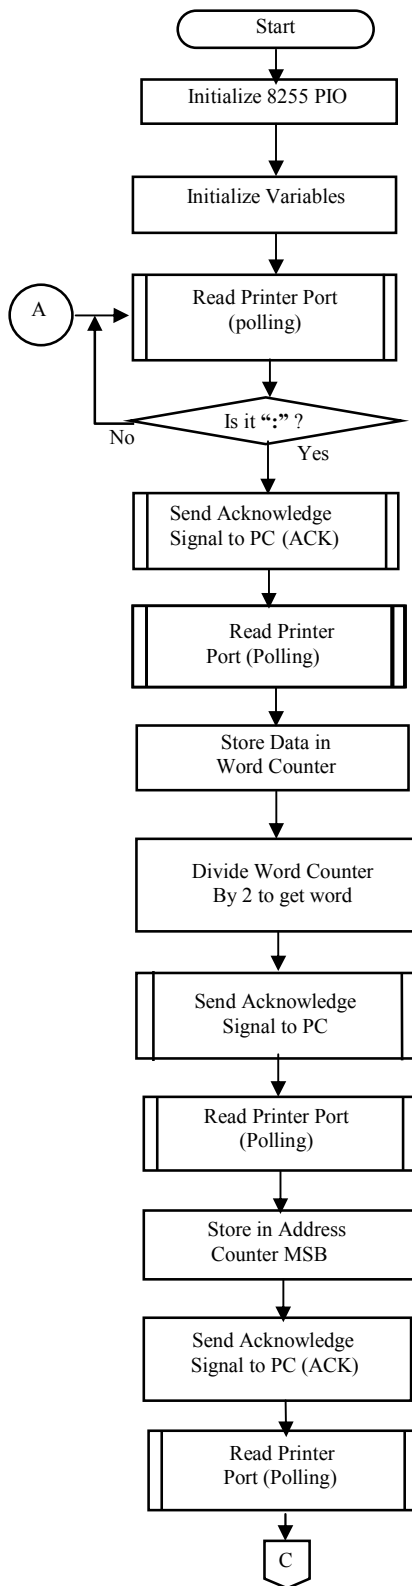 Start
Initialize 8255 PIO
Initialize Variables
A
Read Printer Port
(polling)
Is it “:” ?
No
Yes
Send Acknowledge
Signal to PC (ACK)
Read Printer
Port (Polling)
Store Data in
Word Counter
Divide Word Counter
By 2 to get word
Send Acknowledge
Signal to PC
Read Printer Port
(Polling)
Store in Address
Counter MSB
Send Acknowledge
Signal to PC (ACK)
Read Printer
Port (Polling)
C